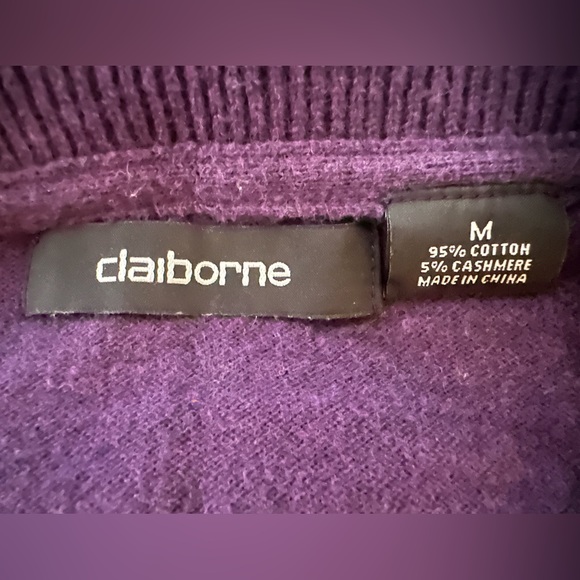 claiborne
M
95% COTTON
5% CASHMERE
MADE IN CHINA